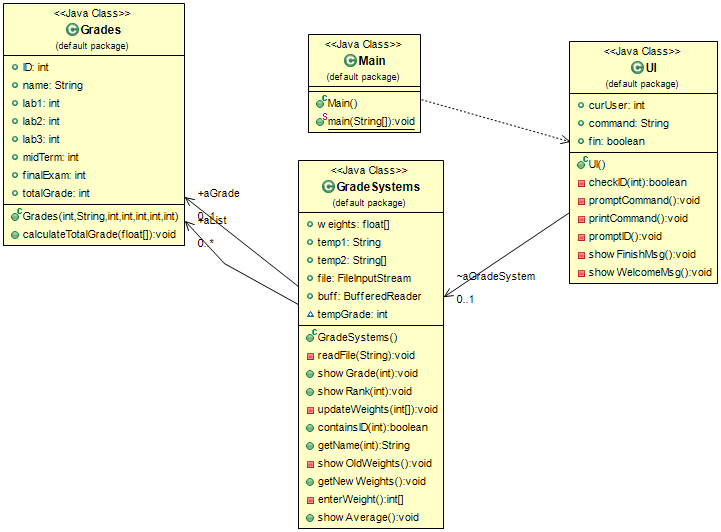 <<Java Class>>
Grades
(default package)
ID: int
name: String
lab1: int
lab2: int
lab3: int
midTerm: int
finalExam: int
totalGrade: int
Grades(int,String,int,int,int,int,int)
calculateTotalGrade(float[]):void
<<Java Class>>
Main
(default package)
Main()
main(String[]):void
<<Java Class>>
UI
(default package)
curUser: int
command: String
fin: boolean
UI()
checkID(int):boolean
promptCommand():void
printCommand():void
promptID():void
showFinishMsg():void
showWelcomeMsg():void
<<Java Class>>
GradeSystems
(default package)
weights: float[]
temp1: String
temp2: String[]
file: FileInputStream
buff: BufferedReader
tempGrade: int
GradeSystems()
readFile(String):void
showGrade(int):void
showRank(int):void
updateWeights(int[]):void
containsID(int):boolean
getName(int):String
showOldWeights():void
getNewWeights():void
enterWeight():int[]
showAverage():void
+aGrade
0..1
+aList
0..*
~aGradeSystem
0..1